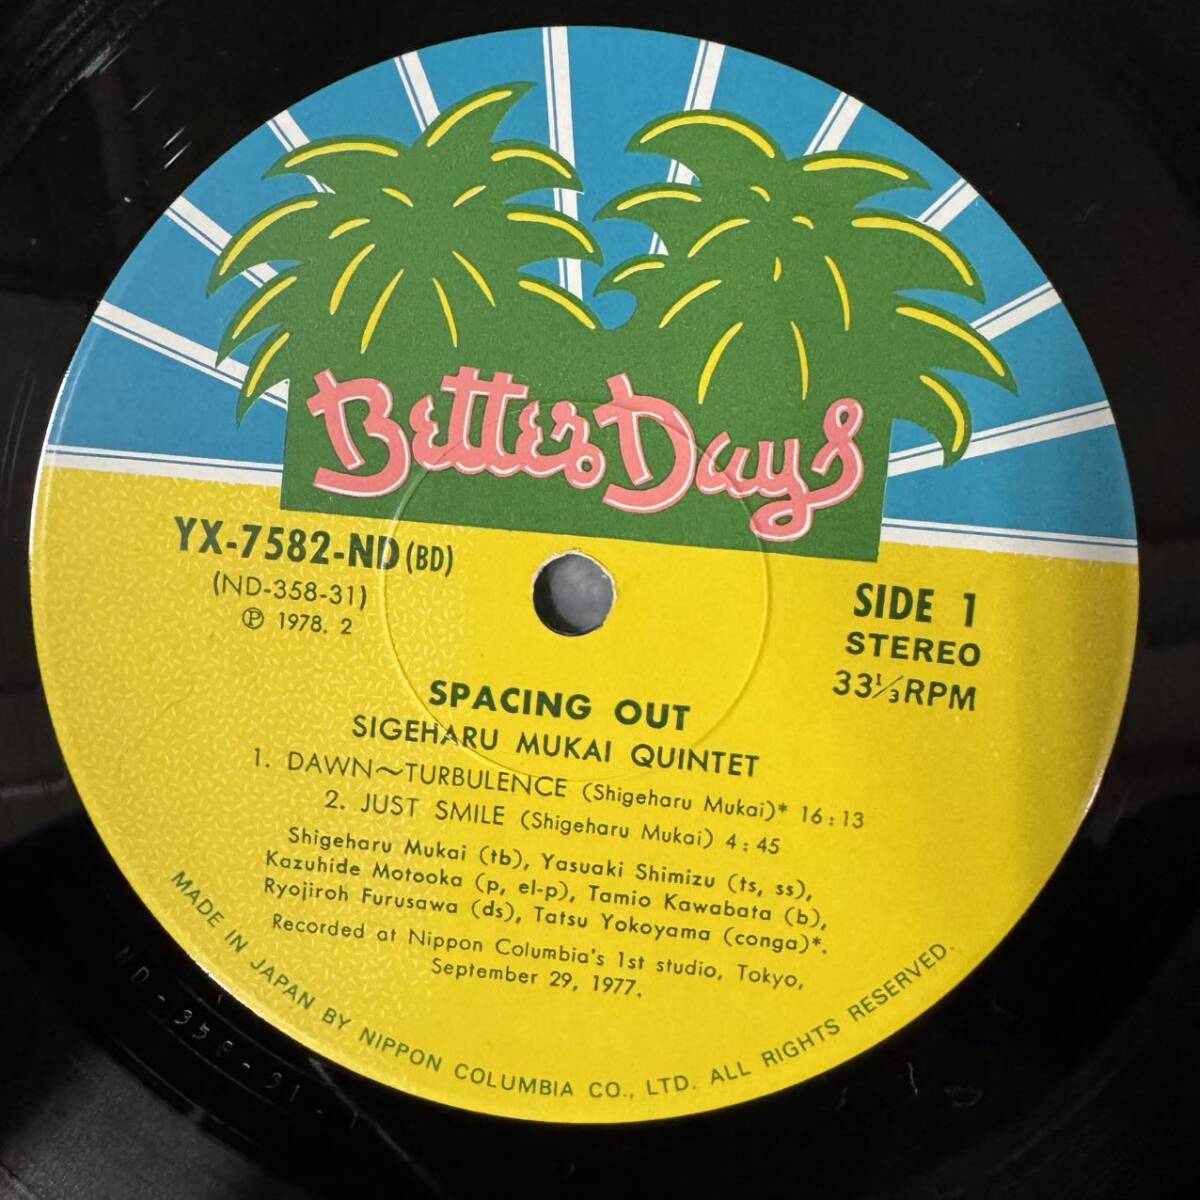 Better Days
YX-7582-ND (BD)
(ND-358-31)
Ⓟ 1978. 2
SIDE 1
STEREO
33⅓RPM
SPACING OUT
SIGEHARU MUKAI QUINTET
1. DAWN~TURBULENCE (Shigeharu Mukai)* 16:13
2. JUST SMILE (Shigeharu Mukai) 4:45
Shigeharu Mukai (tb), Yasuaki Shimizu (ts, ss),
Kazuhide Motooka (p, el-p), Tamio Kawabata (b),
Ryojiroh Furusawa (ds), Tatsu Yokoyama (conga)*.
Recorded at Nippon Columbia's 1st studio, Tokyo,
September 29, 1977.
MADE IN JAPAN BY NIPPON COLUMBIA CO., LTD. ALL RIGHTS RESERVED.